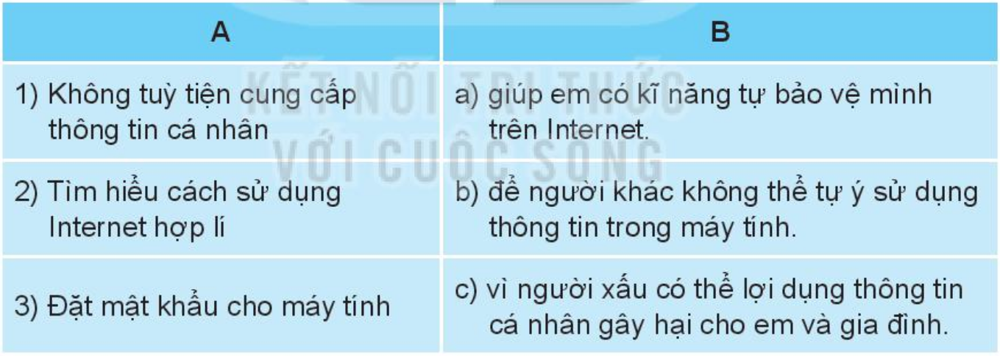 A
B
1) Không tuỳ tiện cung cấp
thông tin cá nhân
a) giúp em có kĩ năng tự bảo vệ mình
trên Internet.
2) Tìm hiểu cách sử dụng
Internet hợp lí
b) để người khác không thể tự ý sử dụng
thông tin trong máy tính.
3) Đặt mật khẩu cho máy tính
c) vì người xấu có thể lợi dụng thông tin
cá nhân gây hại cho em và gia đình.
KẾT NỐI TRI THỨC
VỚI CUỘC SỐNG